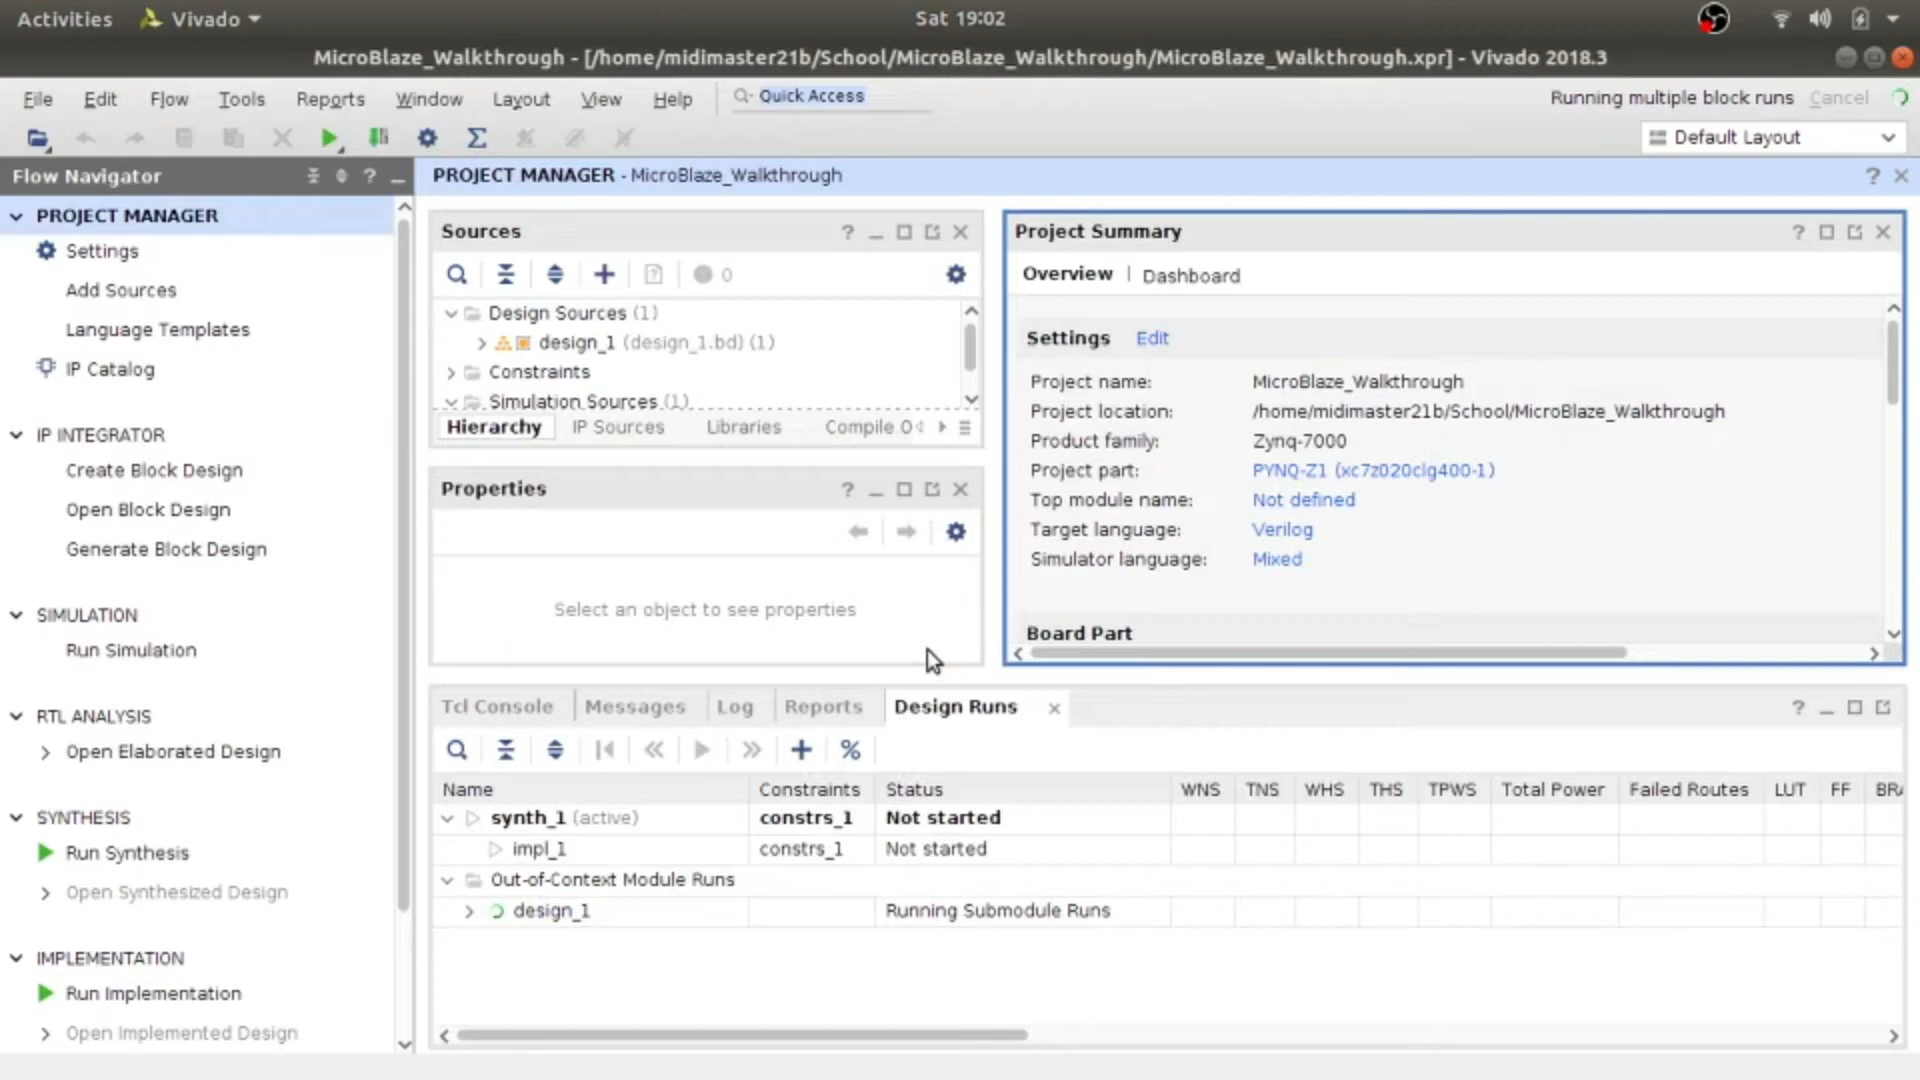 Activities Vivado Sat 19:02
MicroBlaze_Walkthrough - [/home/midimaster21b/School/MicroBlaze_Walkthrough/MicroBlaze_Walkthrough.xpr] - Vivado 2018.3
File Edit Flow Tools Reports Window Layout View Help Quick Access Running multiple block runs Cancel
Default Layout
Flow Navigator
PROJECT MANAGER
Settings
Add Sources
Language Templates
IP Catalog
IP INTEGRATOR
Create Block Design
Open Block Design
Generate Block Design
SIMULATION
Run Simulation
RTL ANALYSIS
Open Elaborated Design
SYNTHESIS
Run Synthesis
Open Synthesized Design
IMPLEMENTATION
Run Implementation
Open Implemented Design
PROJECT MANAGER - MicroBlaze_Walkthrough
Sources
0
Design Sources (1)
design_1 (design_1.bd) (1)
Constraints
Simulation Sources (1)
Hierarchy IP Sources Libraries Compile O
Properties
Select an object to see properties
Project Summary
Overview | Dashboard
Settings Edit
Project name: MicroBlaze_Walkthrough
Project location: /home/midimaster21b/School/MicroBlaze_Walkthrough
Product family: Zynq-7000
Project part: PYNQ-Z1 (xc7z020clg400-1)
Top module name: Not defined
Target language: Verilog
Simulator language: Mixed
Board Part
Tcl Console Messages Log Reports Design Runs
Name Constraints Status WNS TNS WHS THS TPWS Total Power Failed Routes LUT FF BRA
synth_1 (active) constrs_1 Not started
impl_1 constrs_1 Not started
Out-of-Context Module Runs
design_1 Running Submodule Runs